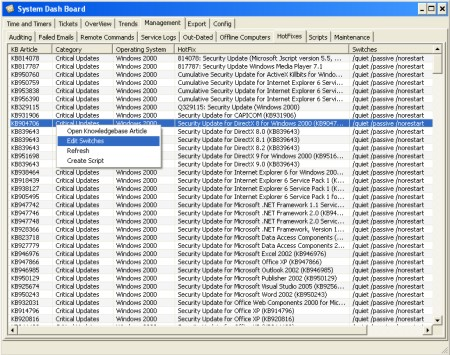 System Dash Board
Time and Timers Tickets OverView Trends Management Export Config
Auditing Failed Emails Remote Commands Service Logs Out-Dated Offline Computers HotFixes Scripts Maintenance
KB Article Category Operating System HotFix Switches
KB814078 Critical Updates Windows 2000 814078: Security Update (Microsoft Jscript version 5.5, ... /quiet /passive /norestart
KB817787 Critical Updates Windows 2000 817787: Security Update Windows Media Player 7.1 /quiet /passive /norestart
KB950760 Critical Updates Windows 2000 Cumulative Security Update for ActiveX Killbits for Windo... /quiet /passive /norestart
KB950759 Critical Updates Windows 2000 Cumulative Security Update for Internet Explorer 6 Servi... /quiet /passive /norestart
KB953838 Critical Updates Windows 2000 Cumulative Security Update for Internet Explorer 6 Servi... /quiet /passive /norestart
KB956390 Critical Updates Windows 2000 Cumulative Security Update for Internet Explorer 6 Servi... /quiet /passive /norestart
KB329115 Critical Updates Windows 2000 Q329115: Security Update (Windows 2000) /quiet /passive /norestart
KB931906 Critical Updates Windows 2000 Security Update for CAPICOM (KB931906) /quiet /passive /norestart
KB904706 Critical Updates Windows 2000 Security Update for DirectX 8 for Windows 2000 (KB9047... /quiet /passive /norestart
KB839643 Security Update for DirectX 8.0 (KB839643) /quiet /passive /norestart
KB839643 Security Update for DirectX 8.1 (KB839643) /quiet /passive /norestart
KB839643 Security Update for DirectX 8.2 (KB839643) /quiet /passive /norestart
KB951698 Security Update for DirectX 9 for Windows 2000 (KB9516... /quiet /passive /norestart
KB839643 Security Update for DirectX 9.0 (KB839643) /quiet /passive /norestart
Open Knowledgebase Article
Edit Switches
Refresh
Create Script
KB938464 Critical Updates Windows 2000 Security Update for Internet Explorer 6 for Windows 200... /quiet /passive /norestart
KB918439 Critical Updates Windows 2000 Security Update for Internet Explorer 6 Service Pack 1 (... /quiet /passive /norestart
KB938127 Critical Updates Windows 2000 Security Update for Internet Explorer 6 Service Pack 1 (K... /quiet /passive /norestart
KB905495 Critical Updates Windows 2000 Security Update for Internet Explorer 6 Service Pack 1 f... /quiet /passive /norestart
KB947742 Critical Updates Windows 2000 Security Update for Microsoft .NET Framework 1.1 Servic... /quiet /passive /norestart
KB947746 Critical Updates Windows 2000 Security Update for Microsoft .NET Framework 2.0 (KB94... /quiet /passive /norestart
KB947748 Critical Updates Windows 2000 Security Update for Microsoft .NET Framework 2.0 Servic... /quiet /passive /norestart
KB928366 Critical Updates Windows 2000 Security Update for Microsoft .NET Framework, Version 1... /quiet /passive /norestart
KB823718 Critical Updates Windows 2000 Security Update for Microsoft Data Access Components (... /quiet /passive /norestart
KB927779 Critical Updates Windows 2000 Security Update for Microsoft Data Access Components 2... /quiet /passive /norestart
KB946976 Critical Updates Windows 2000 Security Update for Microsoft Excel 2002 (KB946976) /quiet /passive /norestart
KB947866 Critical Updates Windows 2000 Security Update for Microsoft Office XP (KB947866) /quiet /passive /norestart
KB946985 Critical Updates Windows 2000 Security Update for Microsoft Outlook 2002 (KB946985) /quiet /passive /norestart
KB950129 Critical Updates Windows 2000 Security Update for Microsoft Publisher 2002 (KB950129) /quiet /passive /norestart
KB925674 Critical Updates Windows 2000 Security Update for Microsoft Visual Studio 2005 (KB9256... /quiet /passive /norestart
KB950243 Critical Updates Windows 2000 Security Update for Microsoft Word 2002 (KB950243) /quiet /passive /norestart
KB932031 Critical Updates Windows 2000 Security Update for Office Web Components 2000 for Mic... /quiet /passive /norestart
KB914796 Critical Updates Windows 2000 Security Update for Office XP (KB914796) /quiet /passive /norestart
KB920816 Critical Updates Windows 2000 Security Update for Office XP (KB920816) /quiet /passive /norestart